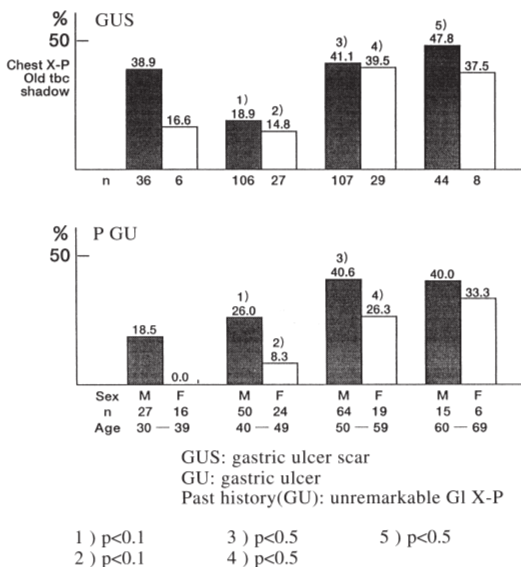 % GUS
50
Chest X-P
Old tbc
shadow
38.9
16.6
1)
18.9
2)
14.8
3)
41.1
4)
39.5
5)
47.8
37.5
n 36 6 106 27 107 29 44 8
% P GU
50
18.5
0.0
1)
26.0
2)
8.3
3)
40.6
4)
26.3
40.0
33.3
Sex M F M F M F M F
n 27 16 50 24 64 19 15 6
Age 30 — 39 40 — 49 50 — 59 60 — 69
GUS: gastric ulcer scar
GU: gastric ulcer
Past history(GU): unremarkable GI X-P
1 ) p<0.1 3 ) p<0.5 5 ) p<0.5
2 ) p<0.1 4 ) p<0.5